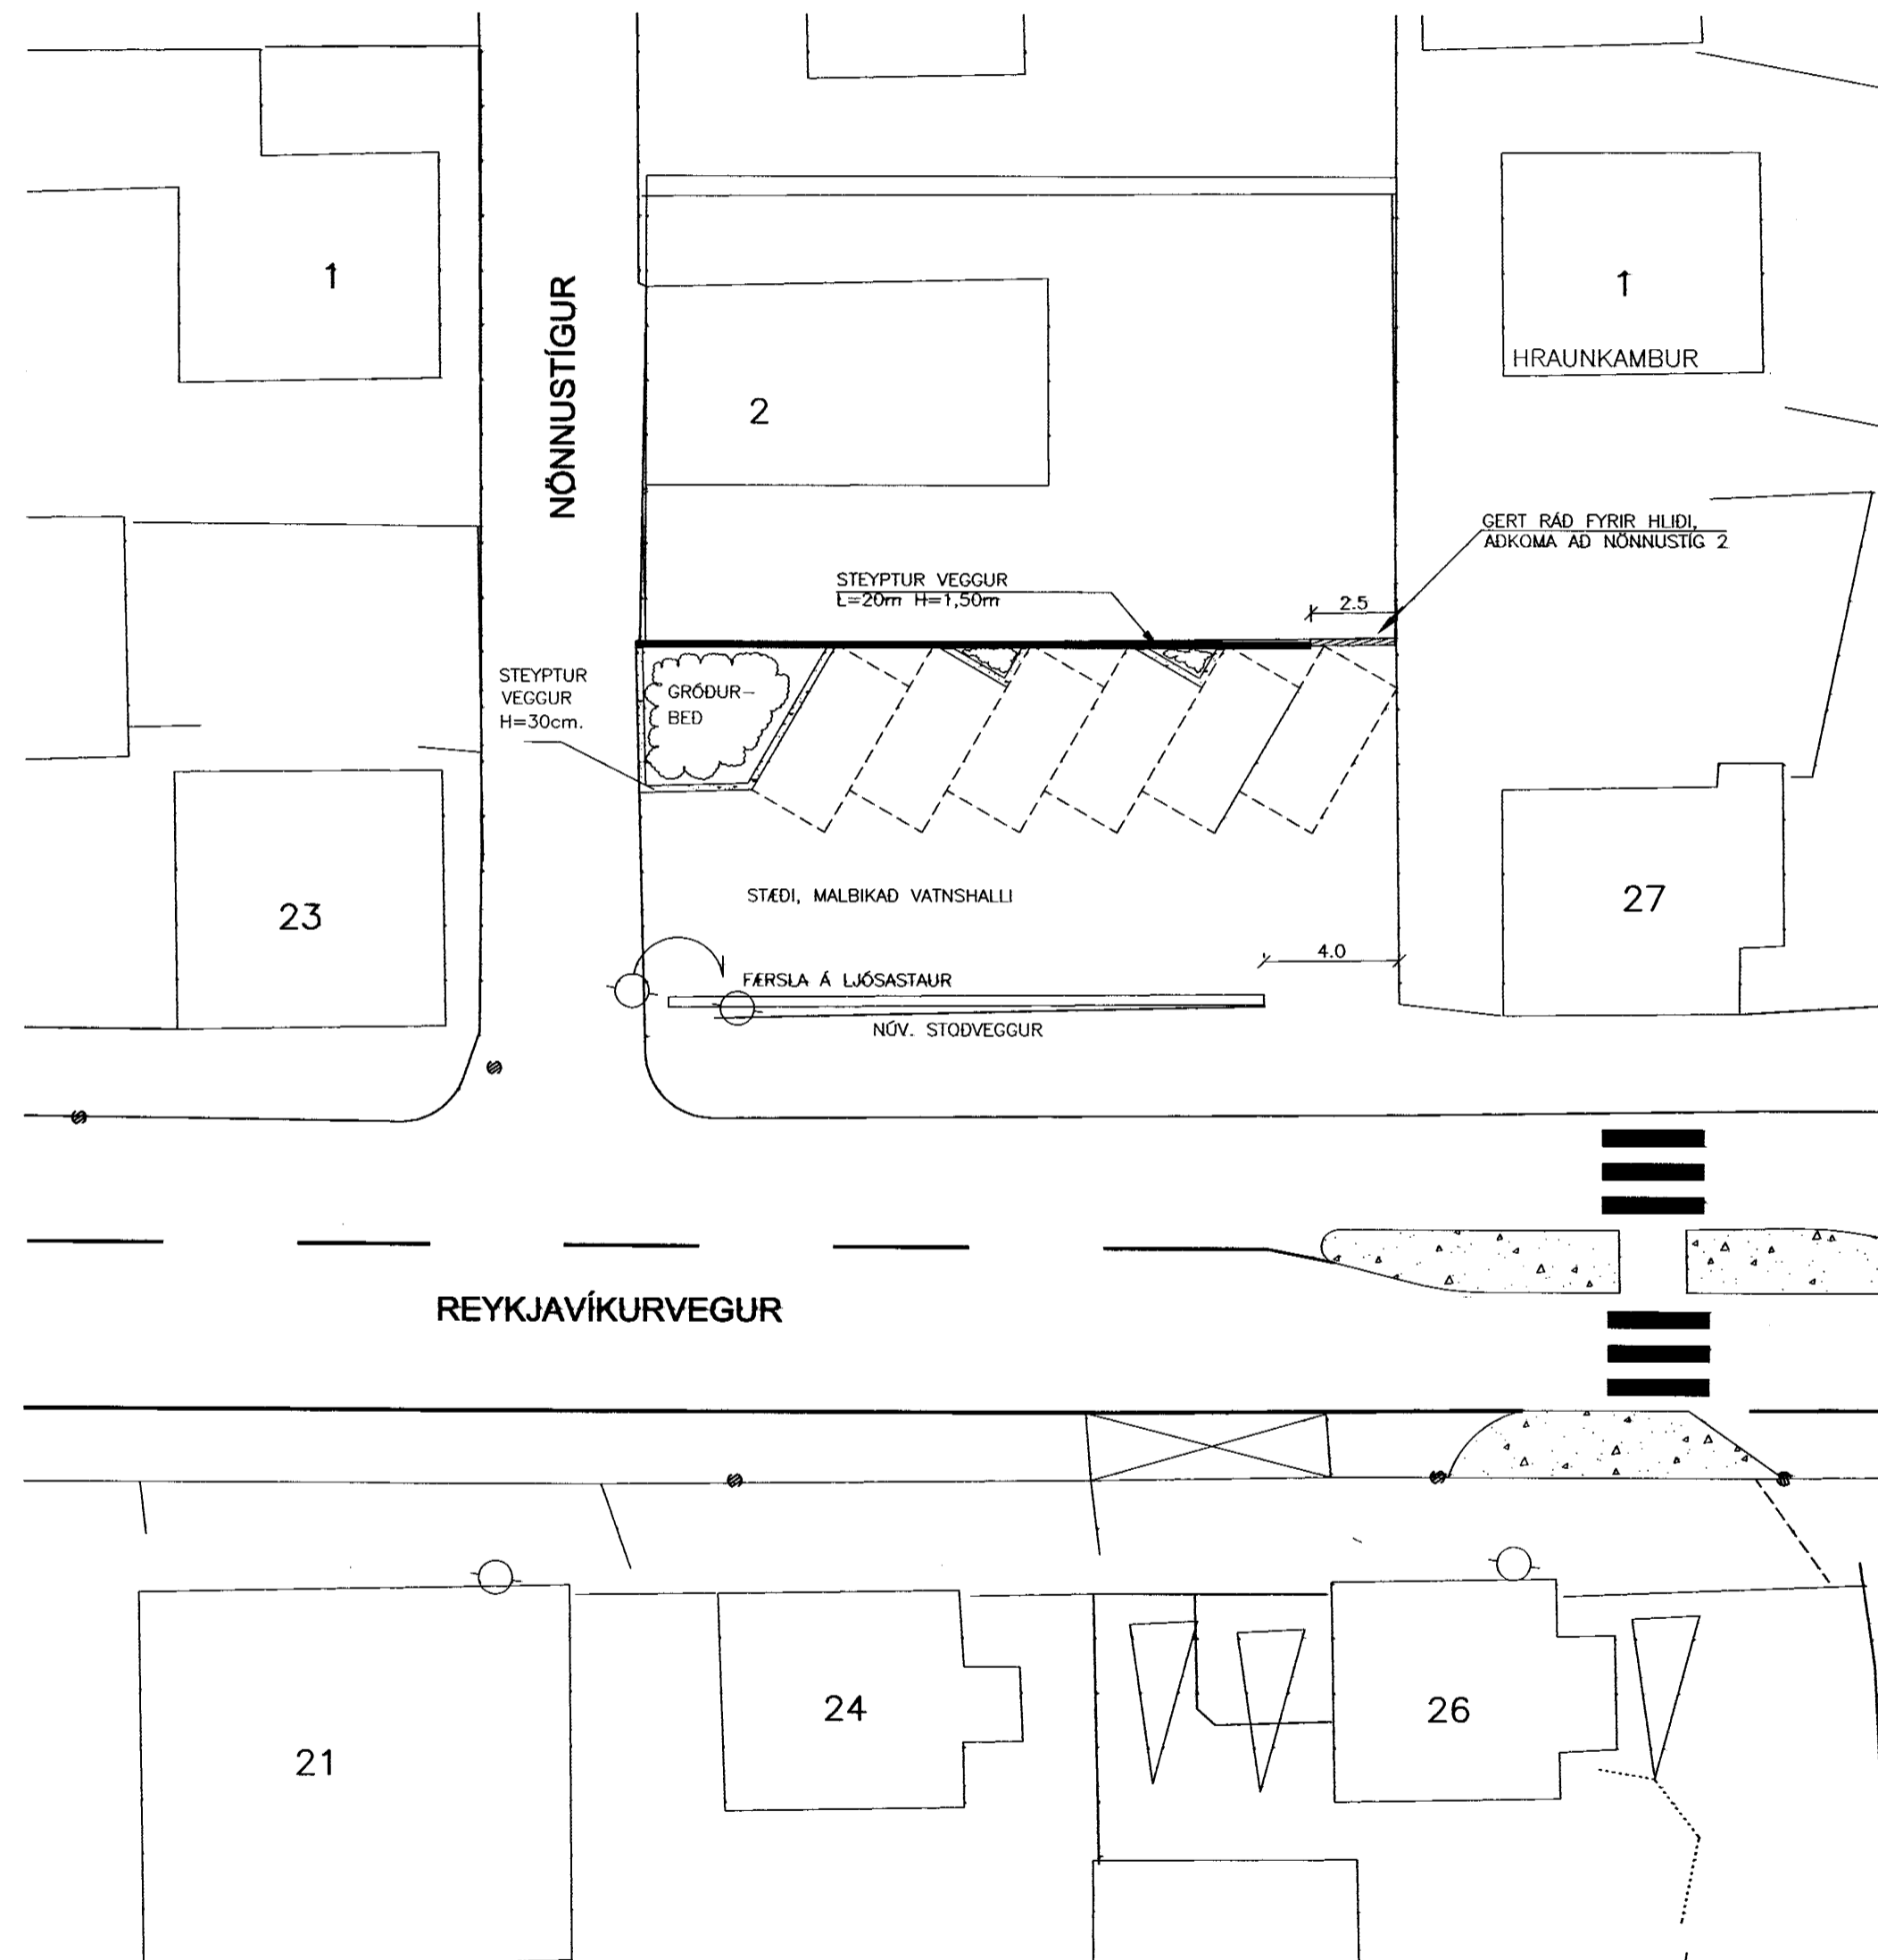 1
NÖNNUSTÍGUR
2
1
HRAUNKAMBUR
GERT RÁÐ FYRIR HLIÐI,
AÐKOMA AÐ NÖNNUSTÍG 2
STEYPTUR VEGGUR
L=20m H=1,50m
2.5
STEYPTUR
VEGGUR
H=30cm.
GRÓÐUR-
BEÐ
23
STÆÐI, MALBIKAÐ VATNSHALLI
27
4.0
FÆRSLA Á LJÓSASTAUR
NÚV. STOÐVEGGUR
REYKJAVÍKURVEGUR
21
24
26